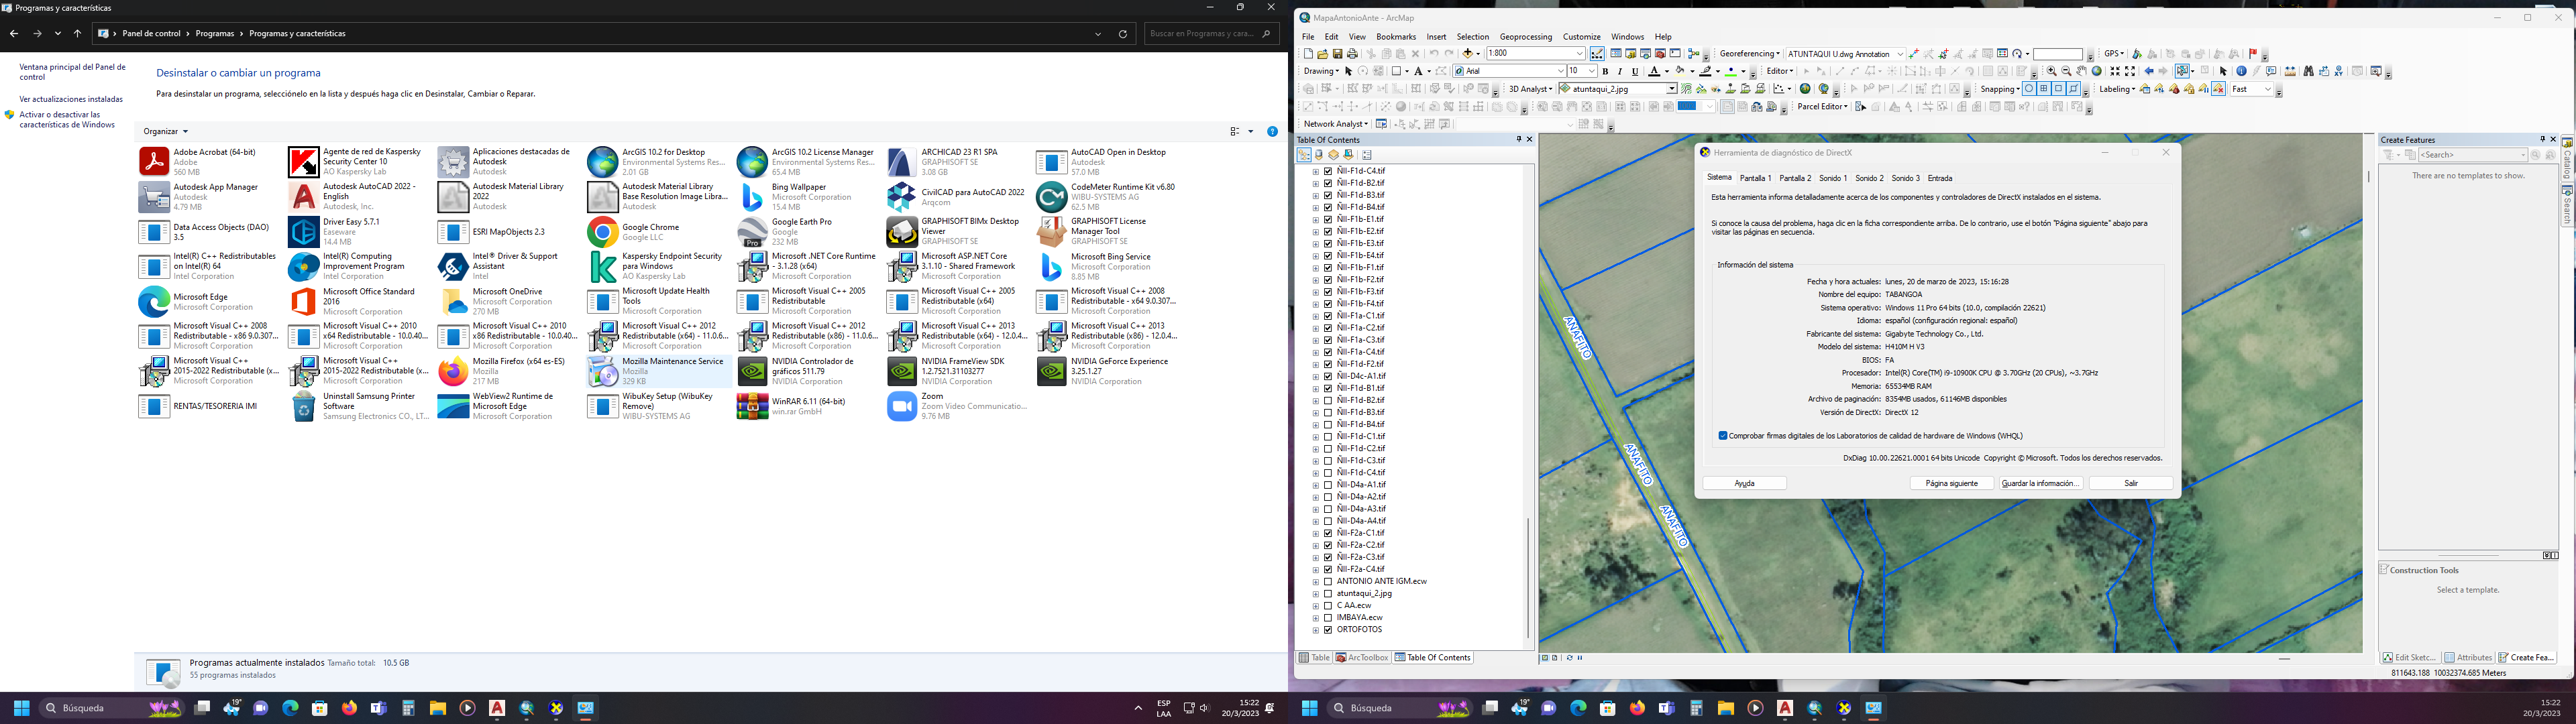 Programas y características
Panel de control > Programas > Programas y características
Buscar en Programas y cara...
Ventana principal del Panel de
control
Ver actualizaciones instaladas
Activar o desactivar las
características de Windows
Desinstalar o cambiar un programa
Para desinstalar un programa, selecciónelo en la lista y después haga clic en Desinstalar, Cambiar o Reparar.
Organizar
Adobe Acrobat (64-bit)
Adobe
560 MB
Agente de red de Kaspersky
Security Center 10
AO Kaspersky Lab
Aplicaciones destacadas de
Autodesk
Autodesk
ArcGIS 10.2 for Desktop
Environmental Systems Res...
2.01 GB
ArcGIS 10.2 License Manager
Environmental Systems Res...
65.4 MB
ARCHICAD 23 R1 SPA
GRAPHISOFT SE
3.08 GB
AutoCAD Open in Desktop
Autodesk
57.0 MB
Autodesk App Manager
Autodesk
4.79 MB
Autodesk AutoCAD 2022 -
English
Autodesk, Inc.
Autodesk Material Library
2022
Autodesk
Autodesk Material Library
Base Resolution Image Libra...
Autodesk
Bing Wallpaper
Microsoft Corporation
15.4 MB
CivilCAD para AutoCAD 2022
Arqcom
CodeMeter Runtime Kit v6.80
WIBU-SYSTEMS AG
62.5 MB
Data Access Objects (DAO)
3.5
Driver Easy 5.7.1
Easeware
14.4 MB
ESRI MapObjects 2.3
Google Chrome
Google LLC
Google Earth Pro
Google
232 MB
GRAPHISOFT BIMx Desktop
Viewer
GRAPHISOFT SE
GRAPHISOFT License
Manager Tool
GRAPHISOFT SE
Intel(R) C++ Redistributables
on Intel(R) 64
Intel Corporation
Intel(R) Computing
Improvement Program
Intel Corporation
Intel® Driver & Support
Assistant
Intel
Kaspersky Endpoint Security
para Windows
AO Kaspersky Lab
Microsoft .NET Core Runtime
- 3.1.28 (x64)
Microsoft Corporation
Microsoft ASP.NET Core
3.1.10 - Shared Framework
Microsoft Corporation
Microsoft Bing Service
Microsoft Corporation
8.85 MB
Microsoft Edge
Microsoft Corporation
Microsoft Office Standard
2016
Microsoft Corporation
Microsoft OneDrive
Microsoft Corporation
270 MB
Microsoft Update Health
Tools
Microsoft Corporation
Microsoft Visual C++ 2005
Redistributable
Microsoft Corporation
Microsoft Visual C++ 2005
Redistributable (x64)
Microsoft Corporation
Microsoft Visual C++ 2008
Redistributable - x64 9.0.307...
Microsoft Corporation
Microsoft Visual C++ 2008
Redistributable - x86 9.0.307...
Microsoft Corporation
Microsoft Visual C++ 2010
x64 Redistributable - 10.0.40...
Microsoft Corporation
Microsoft Visual C++ 2010
x86 Redistributable - 10.0.40...
Microsoft Corporation
Microsoft Visual C++ 2012
Redistributable (x64) - 11.0.6...
Microsoft Corporation
Microsoft Visual C++ 2012
Redistributable (x86) - 11.0.6...
Microsoft Corporation
Microsoft Visual C++ 2013
Redistributable (x64) - 12.0.4...
Microsoft Corporation
Microsoft Visual C++ 2013
Redistributable (x86) - 12.0.4...
Microsoft Corporation
Microsoft Visual C++
2015-2022 Redistributable (x...
Microsoft Corporation
Microsoft Visual C++
2015-2022 Redistributable (x...
Microsoft Corporation
Mozilla Firefox (x64 es-ES)
Mozilla
217 MB
Mozilla Maintenance Service
Mozilla
329 KB
NVIDIA Controlador de
gráficos 511.79
NVIDIA Corporation
NVIDIA FrameView SDK
1.2.7521.31103277
NVIDIA Corporation
NVIDIA GeForce Experience
3.25.1.27
NVIDIA Corporation
RENTAS/TESORERIA IMI
Uninstall Samsung Printer
Software
Samsung Electronics CO., LT...
WebView2 Runtime de
Microsoft Edge
Microsoft Corporation
WibuKey Setup (WibuKey
Remove)
WIBU-SYSTEMS AG
WinRAR 6.11 (64-bit)
win.rar GmbH
Zoom
Zoom Video Communicatio...
9.76 MB
Programas actualmente instalados Tamaño total: 10.5 GB
55 programas instalados
Búsqueda
19°
ESP
LAA
15:22
20/3/2023
MapaAntonioAnte - ArcMap
File Edit View Bookmarks Insert Selection Geoprocessing Customize Windows Help
1:800
Georeferencing
ATUNTAQUI U.dwg Annotation
GPS
Drawing
Arial
10
B I U
Editor
3D Analyst
atuntaqui_2.jpg
Snapping
Labeling
Fast
Parcel Editor
Network Analyst
Table Of Contents
ÑII-F1d-C4.tif
ÑII-F1d-B2.tif
ÑII-F1d-B3.tif
ÑII-F1d-B4.tif
ÑII-F1b-E1.tif
ÑII-F1b-E2.tif
ÑII-F1b-E3.tif
ÑII-F1b-E4.tif
ÑII-F1b-F1.tif
ÑII-F1b-F2.tif
ÑII-F1b-F3.tif
ÑII-F1b-F4.tif
ÑII-F1a-C1.tif
ÑII-F1a-C2.tif
ÑII-F1a-C3.tif
ÑII-F1a-C4.tif
ÑII-F1d-F2.tif
ÑII-D4c-A1.tif
ÑII-F1d-B1.tif
ÑII-F1d-B2.tif
ÑII-F1d-B3.tif
ÑII-F1d-B4.tif
ÑII-F1d-C1.tif
ÑII-F1d-C2.tif
ÑII-F1d-C3.tif
ÑII-F1d-C4.tif
ÑII-D4a-A1.tif
ÑII-D4a-A2.tif
ÑII-D4a-A3.tif
ÑII-D4a-A4.tif
ÑII-F2a-C1.tif
ÑII-F2a-C2.tif
ÑII-F2a-C3.tif
ÑII-F2a-C4.tif
ANTONIO ANTE IGM.ecw
atuntaqui_2.jpg
C AA.ecw
IMBAYA.ecw
ORTOFOTOS
Table ArcToolbox Table Of Contents
ANAFITO
ANAFITO
ANAFITO
Herramienta de diagnóstico de DirectX
Sistema Pantalla 1 Pantalla 2 Sonido 1 Sonido 2 Sonido 3 Entrada
Esta herramienta informa detalladamente acerca de los componentes y controladores de DirectX instalados en el sistema.
Si conoce la causa del problema, haga clic en la ficha correspondiente arriba. De lo contrario, use el botón "Página siguiente" abajo para
visitar las páginas en secuencia.
Información del sistema
Fecha y hora actuales: lunes, 20 de marzo de 2023, 15:16:28
Nombre del equipo: TABANGOA
Sistema operativo: Windows 11 Pro 64 bits (10.0, compilación 22621)
Idioma: español (configuración regional: español)
Fabricante del sistema: Gigabyte Technology Co., Ltd.
Modelo del sistema: H410M H V3
BIOS: FA
Procesador: Intel(R) Core(TM) i9-10900K CPU @ 3.70GHz (20 CPUs), ~3.7GHz
Memoria: 65534MB RAM
Archivo de paginación: 8354MB usados, 61146MB disponibles
Versión de DirectX: DirectX 12
Comprobar firmas digitales de los Laboratorios de calidad de hardware de Windows (WHQL)
DxDiag 10.00.22621.0001 64 bits Unicode Copyright © Microsoft. Todos los derechos reservados.
Ayuda Página siguiente Guardar la información... Salir
Create Features
<Search>
There are no templates to show.
Catalog
Search
Construction Tools
Select a template.
Edit Sketc... Attributes Create Fea...
811643.188 10032374.685 Meters
Búsqueda
19°
15:22
20/3/2023